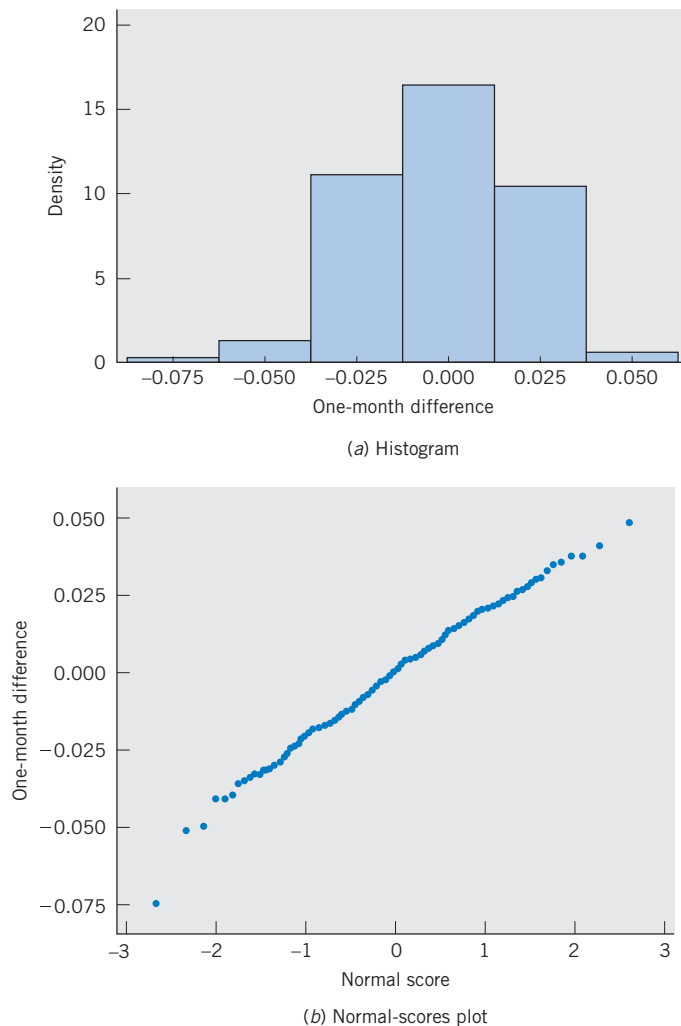 20
15
10
5
0
Density
−0.075 −0.050 −0.025 0.000 0.025 0.050
One-month difference
(a) Histogram
0.050
0.025
0.000
−0.025
−0.050
−0.075
One-month difference
−3 −2 −1 0 1 2 3
Normal score
(b) Normal-scores plot